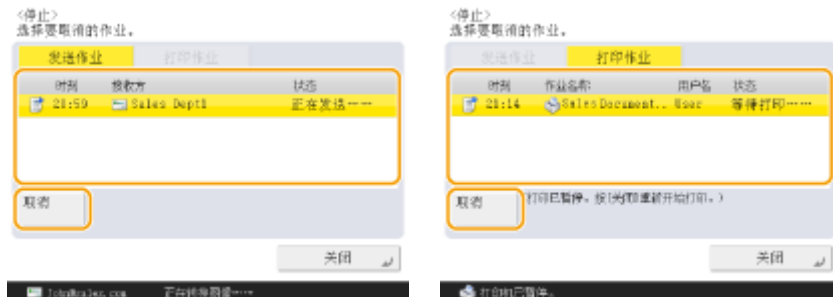 <停止>
选择要取消的作业。
发送作业 打印作业
时刻 接收方 状态
21:59 Sales Dept1 正在发送……
取消
关闭
<停止>
选择要取消的作业。
发送作业 打印作业
时刻 作业名称 用户名 状态
21:14 Sales Document.. User 等待打印……
取消
打印已暂停。按[关闭]重新开始打印。)
关闭
打印机已暂停。